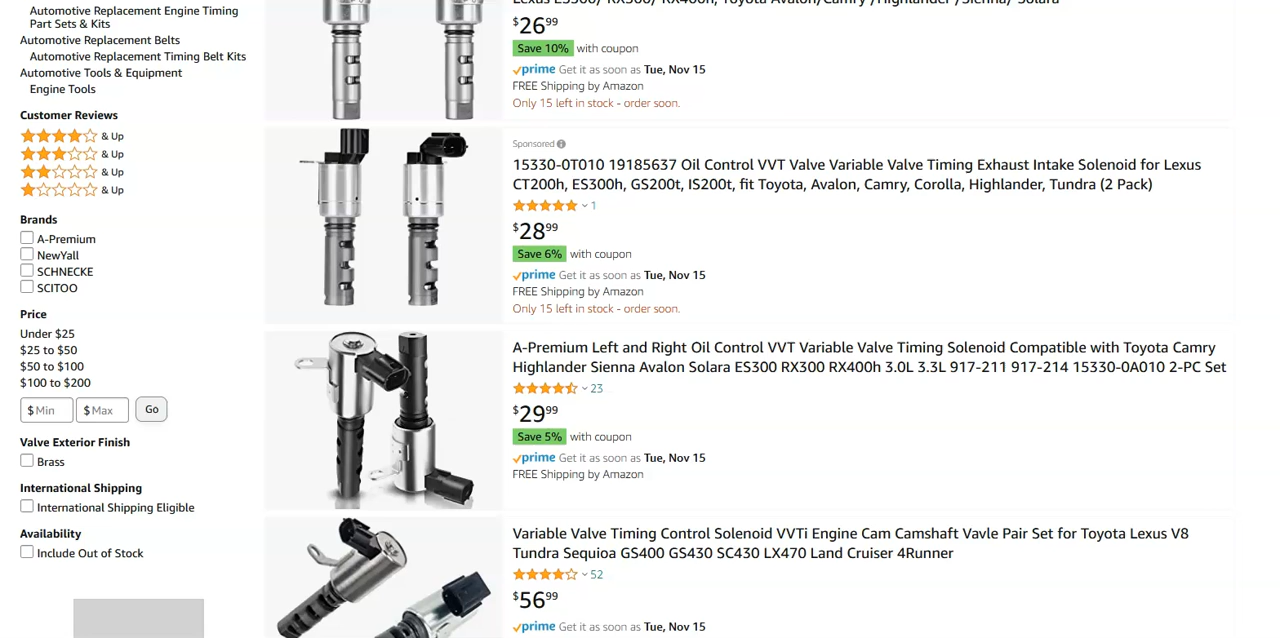 Automotive Replacement Engine Timing
Part Sets & Kits
Automotive Replacement Belts
Automotive Replacement Timing Belt Kits
Automotive Tools & Equipment
Engine Tools
Customer Reviews
& Up
& Up
& Up
& Up
Brands
A-Premium
NewYall
SCHNECKE
SCITOO
Price
Under $25
$25 to $50
$50 to $100
$100 to $200
$ Min $ Max Go
Valve Exterior Finish
Brass
International Shipping
International Shipping Eligible
Availability
Include Out of Stock
Lexus ES300/ RX300/ RX400h, Toyota Avalon/Camry /Highlander /Sienna/ Solara
$26 99
Save 10% with coupon
prime Get it as soon as Tue, Nov 15
FREE Shipping by Amazon
Only 15 left in stock - order soon.
Sponsored
15330-0T010 19185637 Oil Control VVT Valve Variable Valve Timing Exhaust Intake Solenoid for Lexus
CT200h, ES300h, GS200t, IS200t, fit Toyota, Avalon, Camry, Corolla, Highlander, Tundra (2 Pack)
1
$28 99
Save 6% with coupon
prime Get it as soon as Tue, Nov 15
FREE Shipping by Amazon
Only 15 left in stock - order soon.
A-Premium Left and Right Oil Control VVT Variable Valve Timing Solenoid Compatible with Toyota Camry
Highlander Sienna Avalon Solara ES300 RX300 RX400h 3.0L 3.3L 917-211 917-214 15330-0A010 2-PC Set
23
$29 99
Save 5% with coupon
prime Get it as soon as Tue, Nov 15
FREE Shipping by Amazon
Variable Valve Timing Control Solenoid VVTi Engine Cam Camshaft Vavle Pair Set for Toyota Lexus V8
Tundra Sequioa GS400 GS430 SC430 LX470 Land Cruiser 4Runner
52
$56 99
prime Get it as soon as Tue, Nov 15